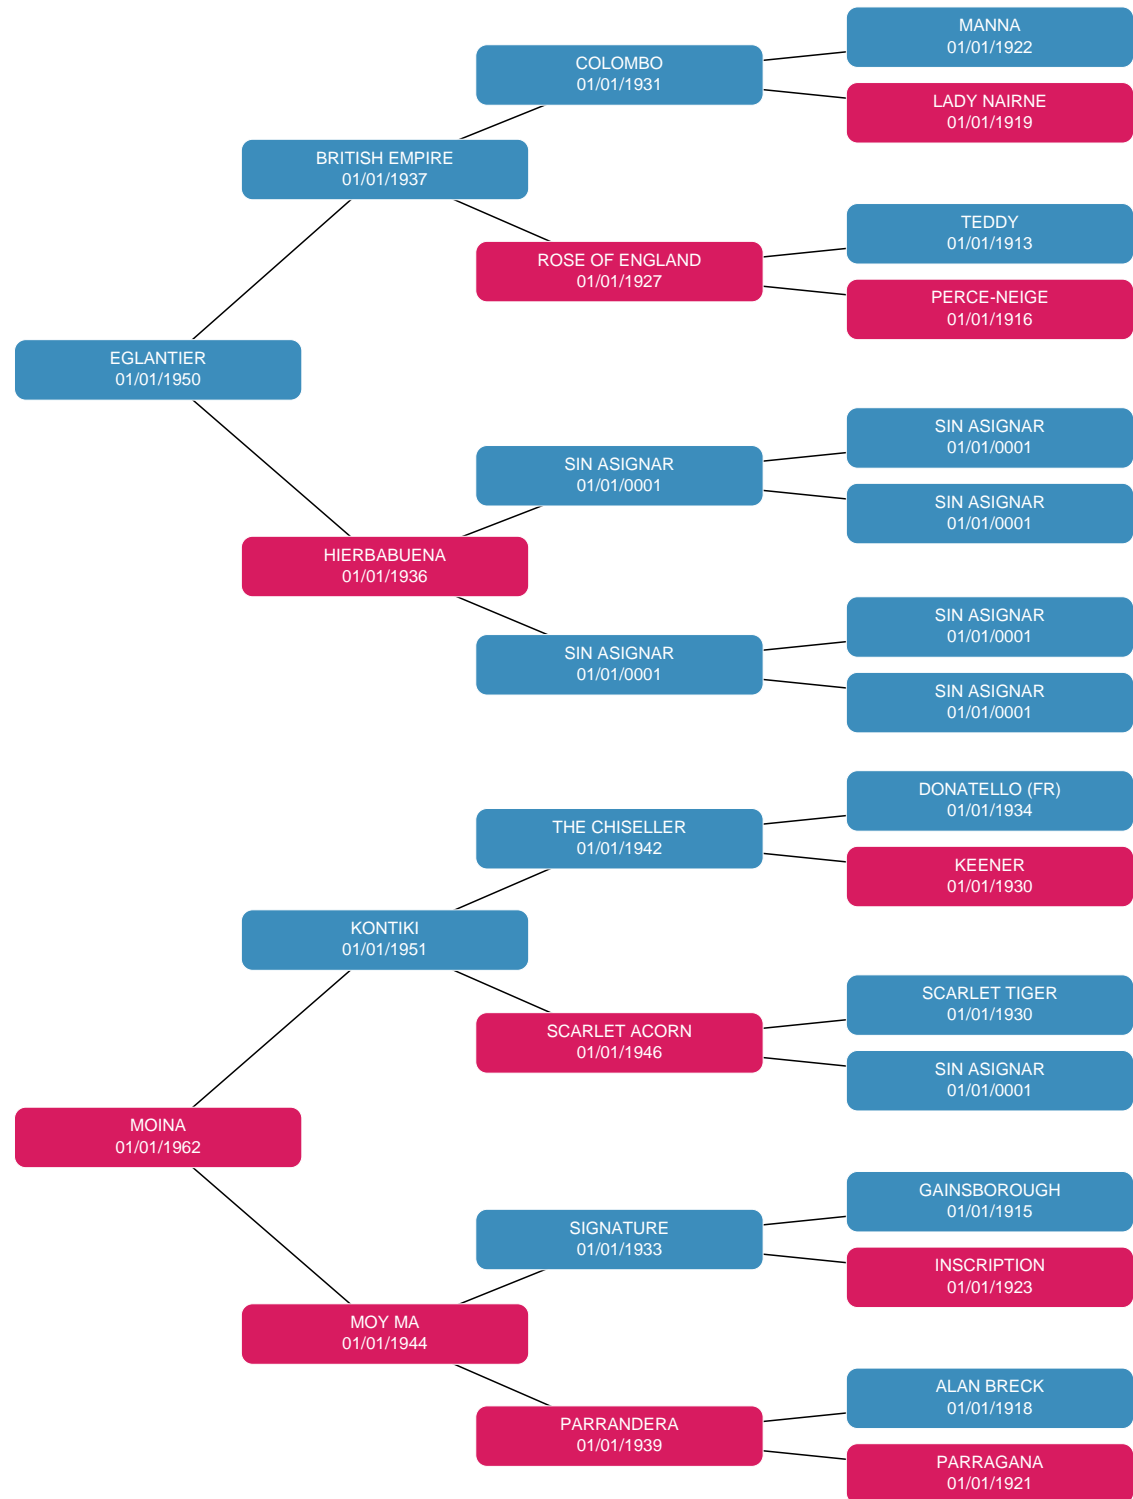 MANNA
01/01/1922
COLOMBO
01/01/1931
LADY NAIRNE
01/01/1919
BRITISH EMPIRE
01/01/1937
TEDDY
01/01/1913
ROSE OF ENGLAND
01/01/1927
PERCE-NEIGE
01/01/1916
EGLANTIER
01/01/1950
SIN ASIGNAR
01/01/0001
SIN ASIGNAR
01/01/0001
SIN ASIGNAR
01/01/0001
HIERBABUENA
01/01/1936
SIN ASIGNAR
01/01/0001
SIN ASIGNAR
01/01/0001
SIN ASIGNAR
01/01/0001
DONATELLO (FR)
01/01/1934
THE CHISELLER
01/01/1942
KEENER
01/01/1930
KONTIKI
01/01/1951
SCARLET TIGER
01/01/1930
SCARLET ACORN
01/01/1946
SIN ASIGNAR
01/01/0001
MOINA
01/01/1962
GAINSBOROUGH
01/01/1915
SIGNATURE
01/01/1933
INSCRIPTION
01/01/1923
MOY MA
01/01/1944
ALAN BRECK
01/01/1918
PARRANDERA
01/01/1939
PARRAGANA
01/01/1921